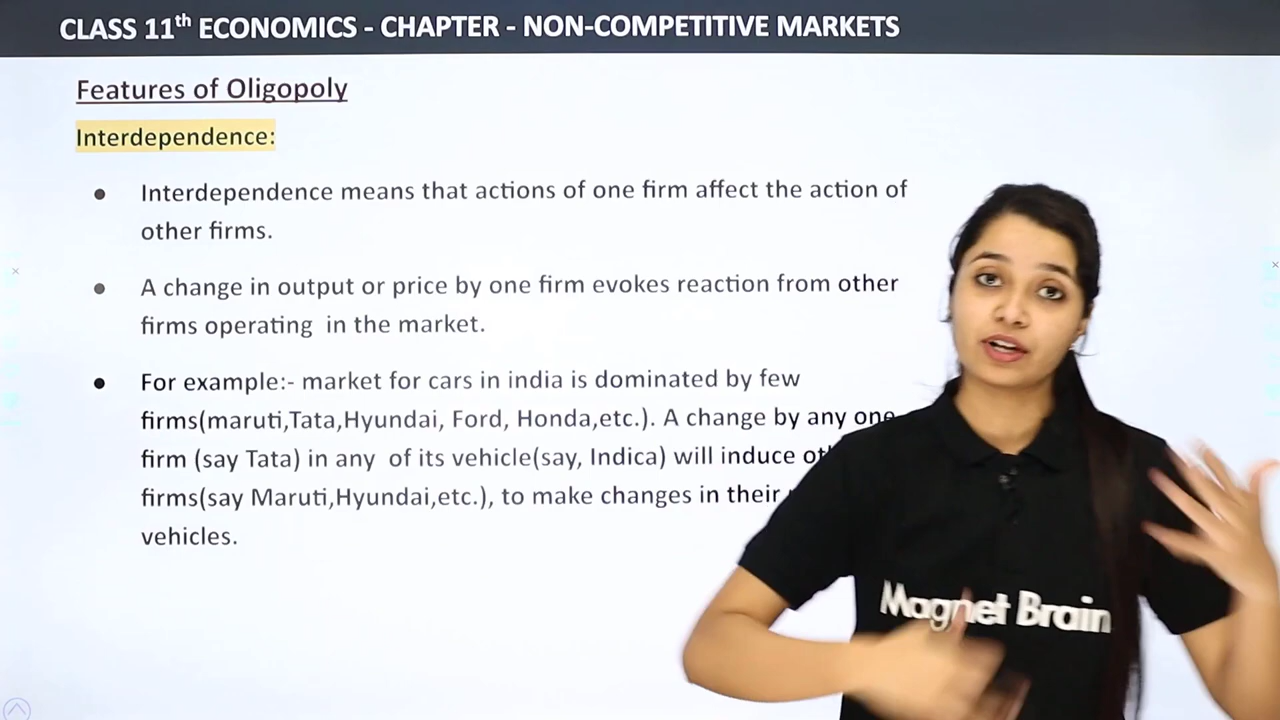 CLASS 11th ECONOMICS - CHAPTER - NON-COMPETITIVE MARKETS
Features of Oligopoly
Interdependence:
Interdependence means that actions of one firm affect the action of
other firms.
A change in output or price by one firm evokes reaction from other
firms operating in the market.
For example:- market for cars in india is dominated by few
firms(maruti,Tata,Hyundai, Ford, Honda,etc.). A change by any one
firm (say Tata) in any of its vehicle(say, Indica) will induce
firms(say Maruti,Hyundai,etc.), to make changes in their
vehicles.
Magnet Brain